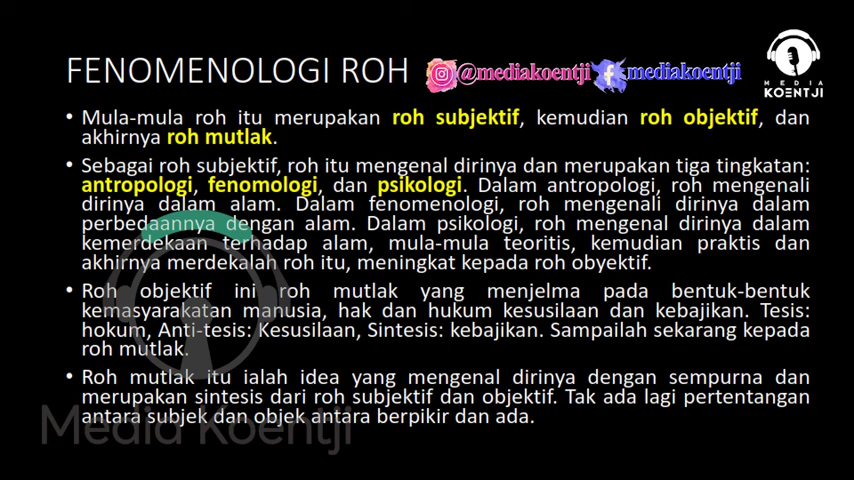 FENOMENOLOGI ROH
@mediakoentji
mediakoentji
MEDIA
KOENTJI
• Mula-mula roh itu merupakan roh subjektif, kemudian roh objektif, dan
akhirnya roh mutlak.
• Sebagai roh subjektif, roh itu mengenal dirinya dan merupakan tiga tingkatan:
antropologi, fenomologi, dan psikologi. Dalam antropologi, roh mengenali
dirinya dalam alam. Dalam fenomenologi, roh mengenali dirinya dalam
perbedaannya dengan alam. Dalam psikologi, roh mengenal dirinya dalam
kemerdekaan terhadap alam, mula-mula teoritis, kemudian praktis dan
akhirnya merdekalah roh itu, meningkat kepada roh obyektif.
• Roh objektif ini roh mutlak yang menjelma pada bentuk-bentuk
kemasyarakatan manusia, hak dan hukum kesusilaan dan kebajikan. Tesis:
hokum, Anti-tesis: Kesusilaan, Sintesis: kebajikan. Sampailah sekarang kepada
roh mutlak.
• Roh mutlak itu ialah idea yang mengenal dirinya dengan sempurna dan
merupakan sintesis dari roh subjektif dan objektif. Tak ada lagi pertentangan
antara subjek dan objek antara berpikir dan ada.
Media Koentji